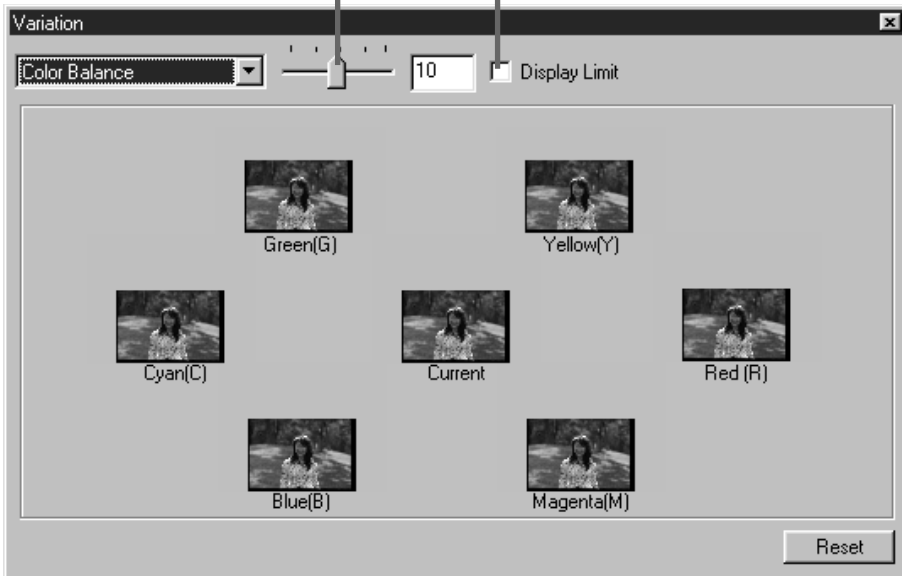 Variation
Color Balance 10 Display Limit
Green(G) Yellow(Y)
Cyan(C) Current Red (R)
Blue(B) Magenta(M)
Reset